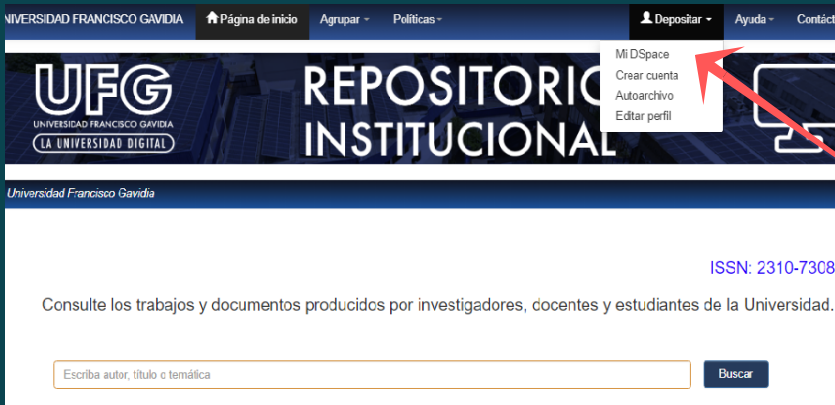 NIVERSIDAD FRANCISCO GAVIDIA Página de inicio Agrupar Políticas Depositar Ayuda Contáct
Mi DSpace
Crear cuenta
Autoarchivo
Editar perfil
UFG
UNIVERSIDAD FRANCISCO GAVIDIA
LA UNIVERSIDAD DIGITAL
REPOSITORIO
INSTITUCIONAL
Universidad Francisco Gavidia
ISSN: 2310-7308
Consulte los trabajos y documentos producidos por investigadores, docentes y estudiantes de la Universidad.
Escriba autor, título o temática
Buscar